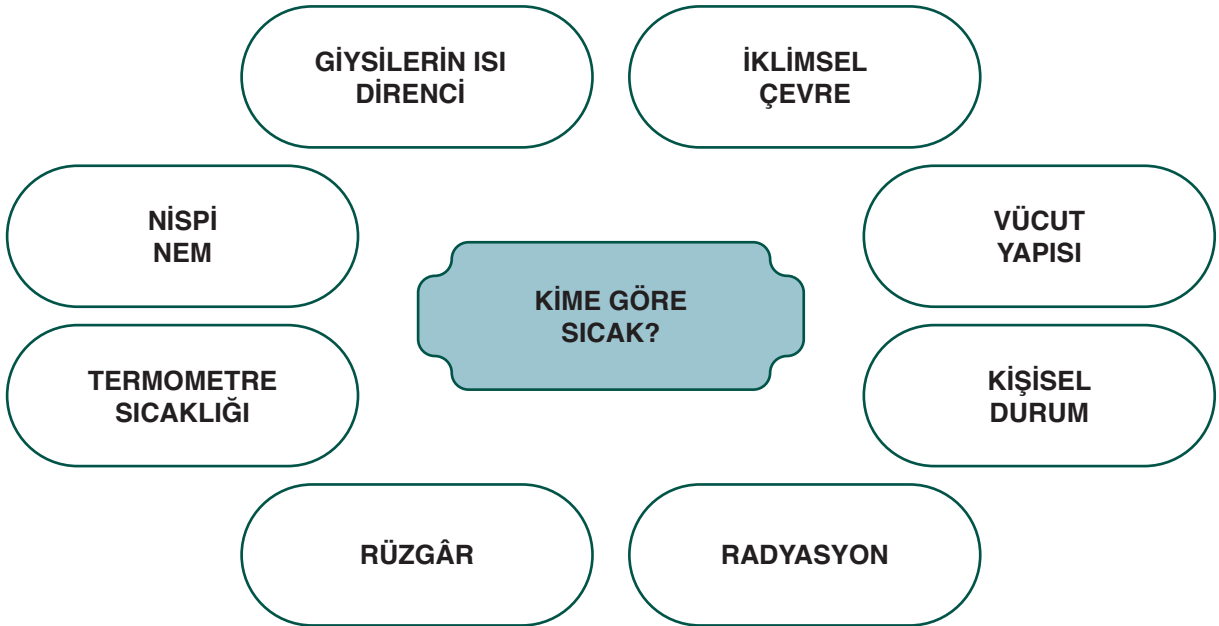 GİYSİLERİN ISI
DİRENCİ
İKLİMSEL
ÇEVRE
NİSPİ
NEM
VÜCUT
YAPISI
KİME GÖRE
SICAK?
TERMOMETRE
SICAKLIĞI
KİŞİSEL
DURUM
RÜZGÂR
RADYASYON